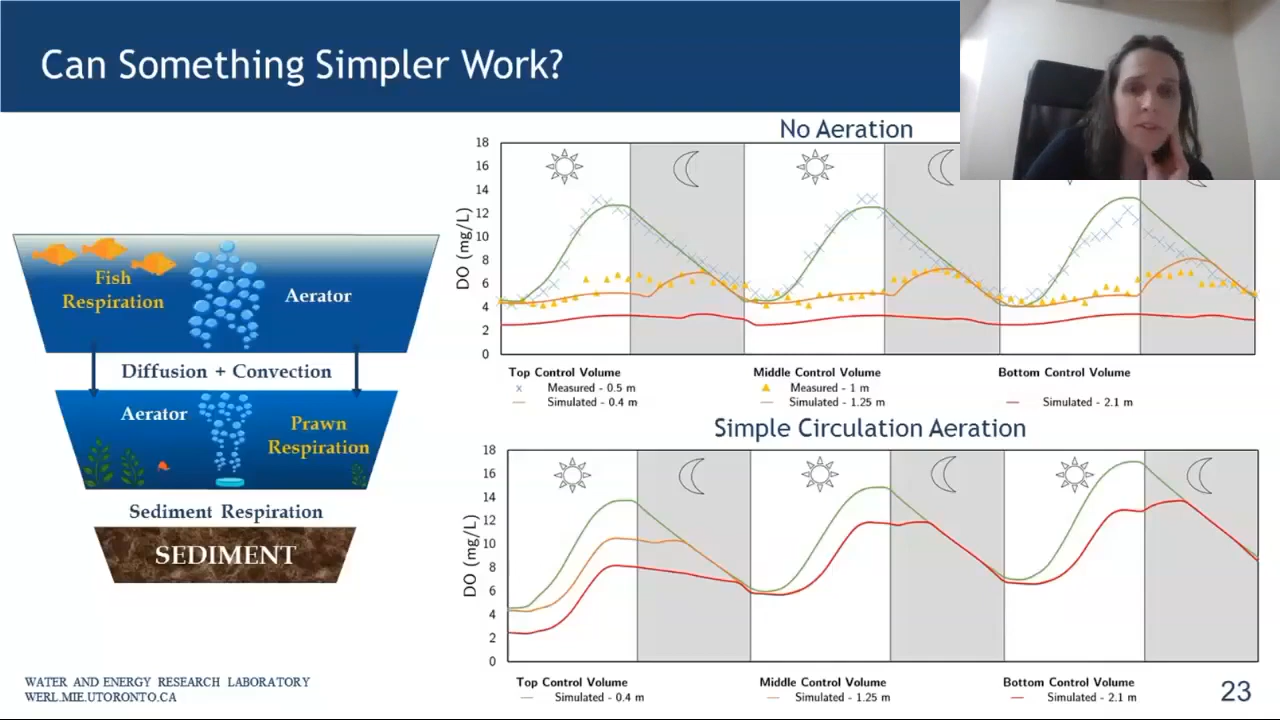 Can Something Simpler Work?
No Aeration
18
16
14
12
10
8
6
4
2
0
DO (mg/L)
Top Control Volume
Measured - 0.5 m
Simulated - 0.4 m
Middle Control Volume
Measured - 1 m
Simulated - 1.25 m
Bottom Control Volume
Simulated - 2.1 m
Simple Circulation Aeration
18
16
14
12
10
8
6
4
2
0
DO (mg/L)
Top Control Volume
Simulated - 0.4 m
Middle Control Volume
Simulated - 1.25 m
Bottom Control Volume
Simulated - 2.1 m
Fish
Respiration
Aerator
Diffusion + Convection
Aerator
Prawn
Respiration
Sediment Respiration
SEDIMENT
WATER AND ENERGY RESEARCH LABORATORY
WERL.MIE.UTORONTO.CA
23